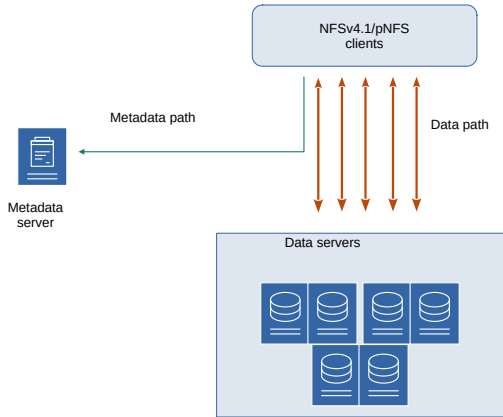 NFSv4.1/pNFS
clients
Metadata path
Data path
Metadata
server
Data servers